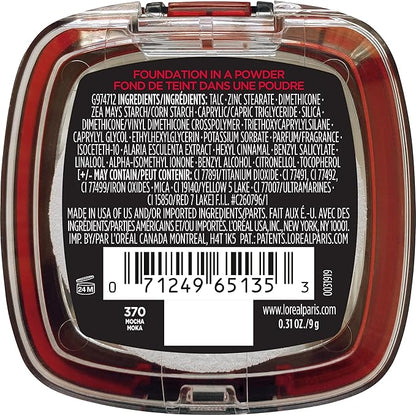 FOUNDATION IN A POWDER
FOND DE TEINT DANS UNE POUDRE
G974712 INGREDIENTS/INGRÉDIENTS: TALC • ZINC STEARATE • DIMETHICONE •
ZEA MAYS STARCH/CORN STARCH • CAPRYLIC/CAPRIC TRIGLYCERIDE • SILICA •
DIMETHICONE/VINYL DIMETHICONE CROSSPOLYMER • TRIETHOXYCAPRYLYLSILANE •
CAPRYLYL GLYCOL • ETHYLHEXYLGLYCERIN • POTASSIUM SORBATE • PARFUM/FRAGRANCE •
ISOCETETH-10 • ALARIA ESCULENTA EXTRACT • HEXYL CINNAMAL • BENZYL SALICYLATE •
LINALOOL • ALPHA-ISOMETHYL IONONE • BENZYL ALCOHOL • CITRONELLOL • TOCOPHEROL
[+/- MAY CONTAIN/PEUT CONTENIR: CI 77891/TITANIUM DIOXIDE • CI 77491, CI 77492,
CI 77499/IRON OXIDES • MICA • CI 19140/YELLOW 5 LAKE • CI 77007/ULTRAMARINES •
CI 15850/RED 7 LAKE] F.I.L. #C260796/1
MADE IN USA OF US AND/OR IMPORTED INGREDIENTS/PARTS. FAIT AUX É.-U. AVEC DES
INGRÉDIENTS/PARTIES AMÉRICAINS ET/OU IMPORTÉS. L'ORÉAL USA, INC., NEW YORK, NY 10001.
IMP. BY/PAR L'ORÉAL CANADA MONTREAL, H4T 1K5 PAT.: PATENTS.LOREALPARIS.COM
24 M
0 71249 65135 3
0031919
370
MOCHA
MOKA
www.lorealparis.com
0.31 OZ./9 g